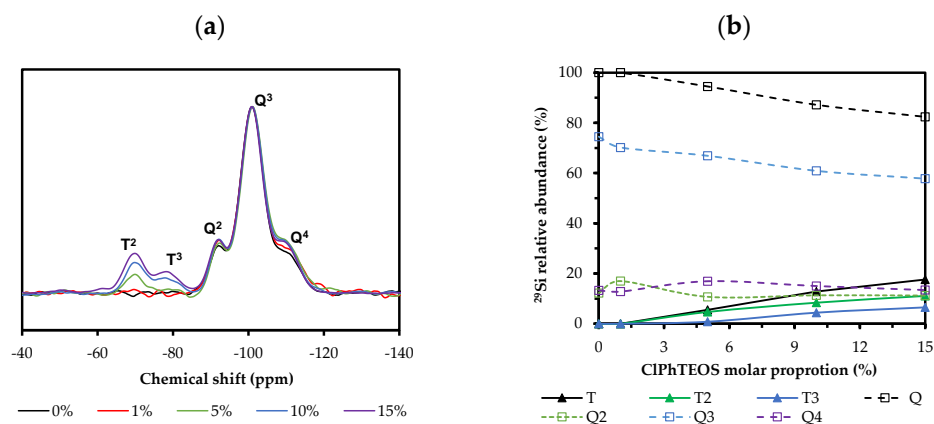 (a)
(b)
Q³
Q²
Q⁴
T²
T³
-40 -60 -80 -100 -120 -140
Chemical shift (ppm)
0% 1% 5% 10% 15%
²⁹Si relative abundance (%)
100
80
60
40
20
0
0 3 6 9 12 15
ClPhTEOS molar proprotion (%)
T T2 T3 Q
Q2 Q3 Q4